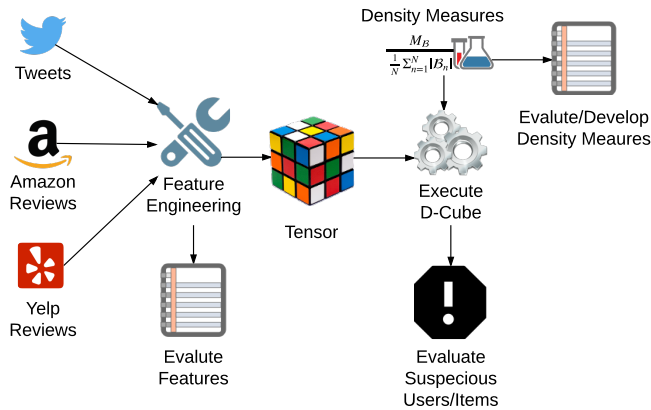 Density Measures
M_B
1/N Σ_{n=1}^{N} |B_n|
Tweets
a
Amazon
Reviews
Yelp
Reviews
Feature
Engineering
Evalute
Features
Tensor
Execute
D-Cube
Evalute/Develop
Density Meaures
!
Evaluate
Suspecious
Users/Items